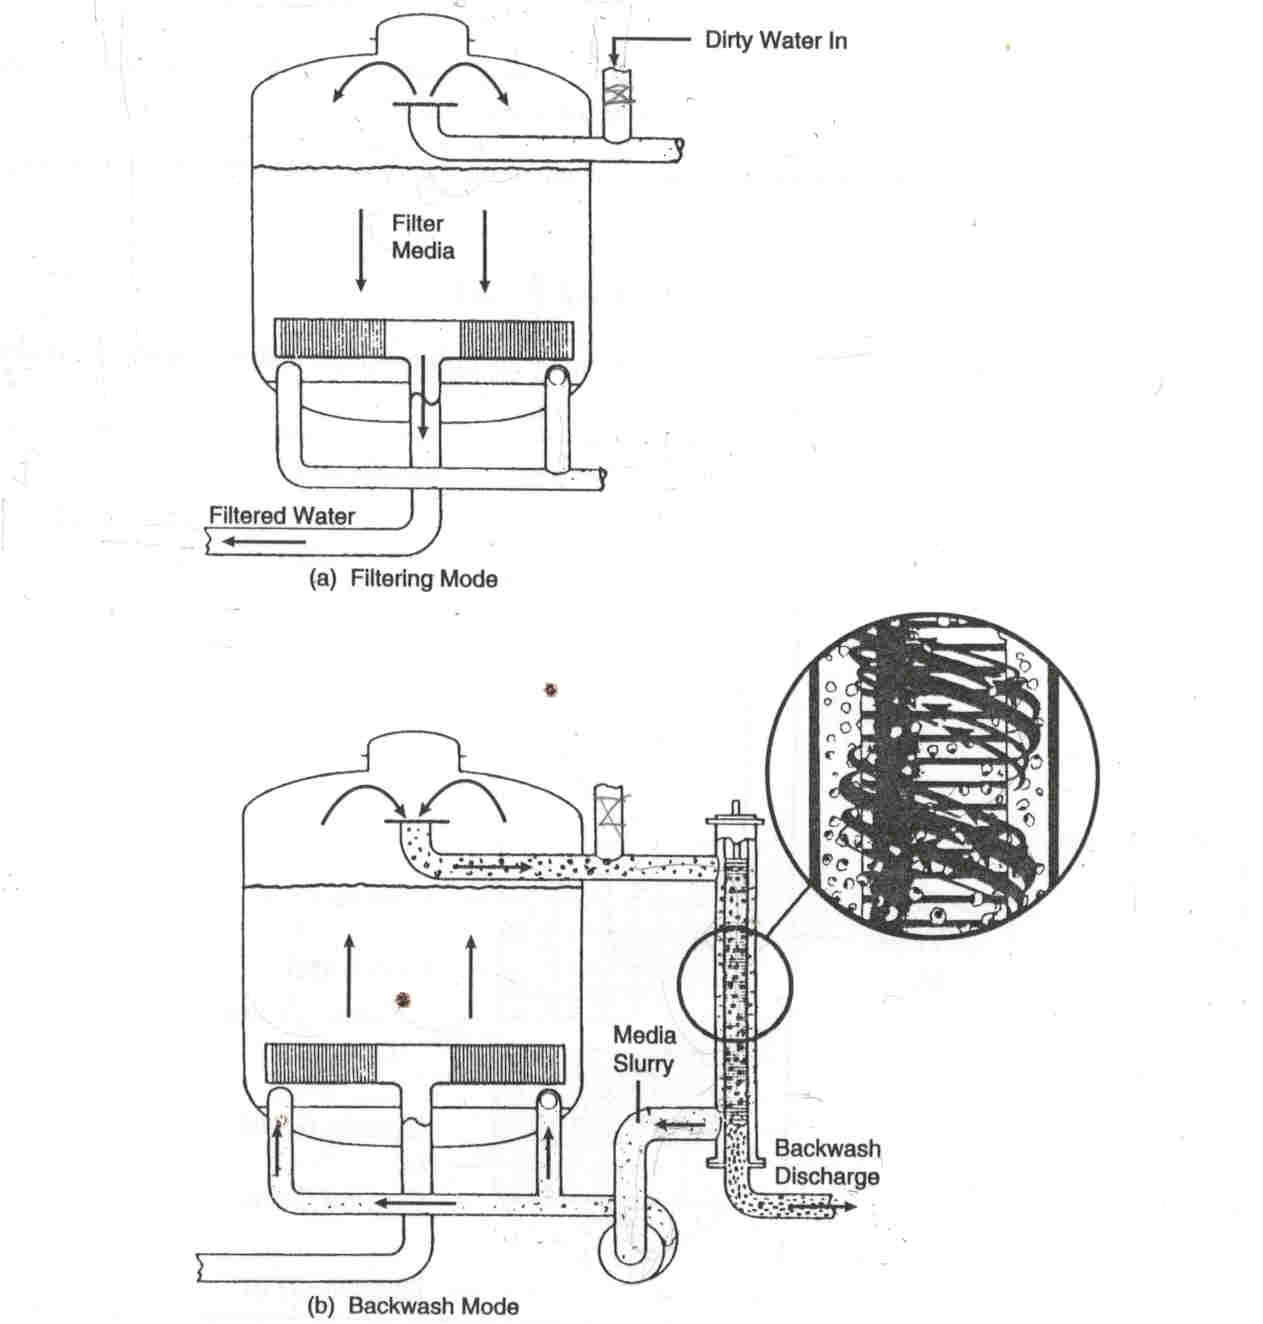 Dirty Water In
Filter
Media
Filtered Water
(a) Filtering Mode
Media
Slurry
Backwash
Discharge
(b) Backwash Mode